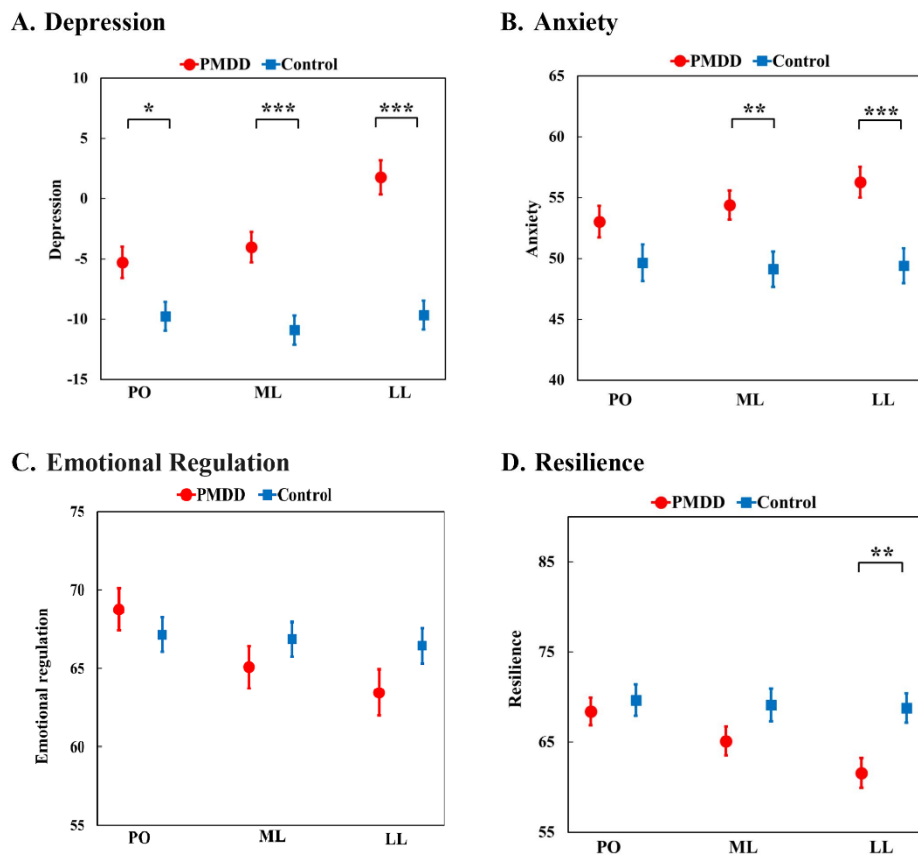 A. Depression
PMDD Control
10
5
0
-5
-10
-15
Depression
* *** ***
PO ML LL
B. Anxiety
PMDD Control
65
60
55
50
45
40
Anxiety
** ***
PO ML LL
C. Emotional Regulation
PMDD Control
75
70
65
60
55
Emotional regulation
PO ML LL
D. Resilience
PMDD Control
85
75
65
55
Resilience
**
PO ML LL